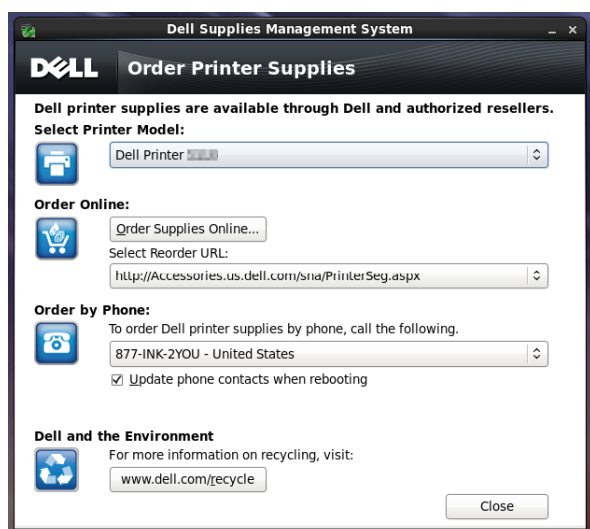 Dell Supplies Management System
DELL Order Printer Supplies
Dell printer supplies are available through Dell and authorized resellers.
Select Printer Model:
Dell Printer
Order Online:
Order Supplies Online...
Select Reorder URL:
http://Accessories.us.dell.com/sna/PrinterSeg.aspx
Order by Phone:
To order Dell printer supplies by phone, call the following.
877-INK-2YOU - United States
Update phone contacts when rebooting
Dell and the Environment
For more information on recycling, visit:
www.dell.com/recycle
Close